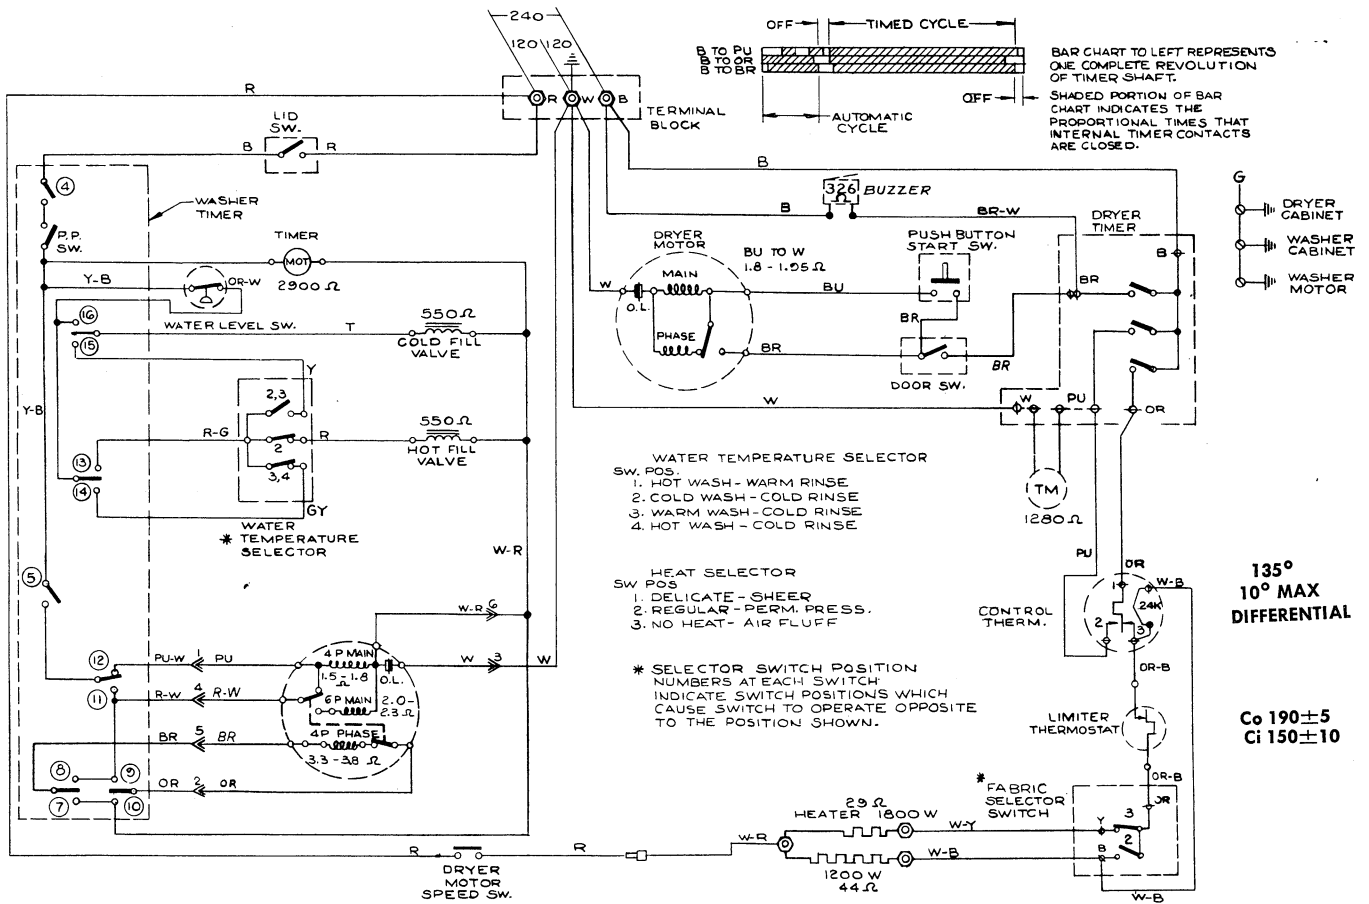 240
120 120
R W B
TERMINAL
BLOCK
OFF
TIMED CYCLE
B TO PU
B TO OR
B TO BR
OFF
AUTOMATIC
CYCLE
BAR CHART TO LEFT REPRESENTS
ONE COMPLETE REVOLUTION
OF TIMER SHAFT.
SHADED PORTION OF BAR
CHART INDICATES THE
PROPORTIONAL TIMES THAT
INTERNAL TIMER CONTACTS
ARE CLOSED.
R
LID
SW.
B
R
4
WASHER
TIMER
P.P.
SW.
TIMER
MOT
2900 Ω
Y-B
OR-W
16
WATER LEVEL SW.
T
15
550Ω
COLD FILL
VALVE
Y
Y-B
2,3
R-G
2
R
3,4
550Ω
HOT FILL
VALVE
13
14
GY
WATER
* TEMPERATURE
SELECTOR
W-R
5
B
326
BUZZER
B
BR-W
DRYER
MOTOR
BU TO W
1.8 - 1.95Ω
PUSH BUTTON
START SW.
DRYER
TIMER
B
W
MAIN
O.L.
BU
BR
BR
PHASE
BR
BR
DOOR SW.
W
W
PU
OR
TM
1280Ω
G
DRYER
CABINET
WASHER
CABINET
WASHER
MOTOR
WATER TEMPERATURE SELECTOR
SW. POS.
1. HOT WASH - WARM RINSE
2. COLD WASH - COLD RINSE
3. WARM WASH - COLD RINSE
4. HOT WASH - COLD RINSE
HEAT SELECTOR
SW POS
1. DELICATE - SHEER
2. REGULAR - PERM. PRESS.
3. NO HEAT - AIR FLUFF
* SELECTOR SWITCH POSITION
NUMBERS AT EACH SWITCH
INDICATE SWITCH POSITIONS WHICH
CAUSE SWITCH TO OPERATE OPPOSITE
TO THE POSITION SHOWN.
PU
OR
W-B
1
24K
2
3
CONTROL
THERM.
135°
10° MAX
DIFFERENTIAL
OR-B
LIMITER
THERMOSTAT
Co 190±5
Ci 150±10
OR-B
W-R 6
12
PU-W 1 PU
4 P MAIN
1.5 - 1.8
Ω
O.L.
W 3 W
11
R-W 4 R-W
6P MAIN
2.0-
2.3 Ω
BR 5 BR
4P PHASE
3.3 - 3.8 Ω
8
9
OR 2 OR
7
10
* FABRIC
SELECTOR
SWITCH
OR
29 Ω
HEATER 1800 W
W-Y
Y
3
2
B
W-R
W-B
1200 W
44Ω
W-B
R
R
DRYER
MOTOR
SPEED SW.